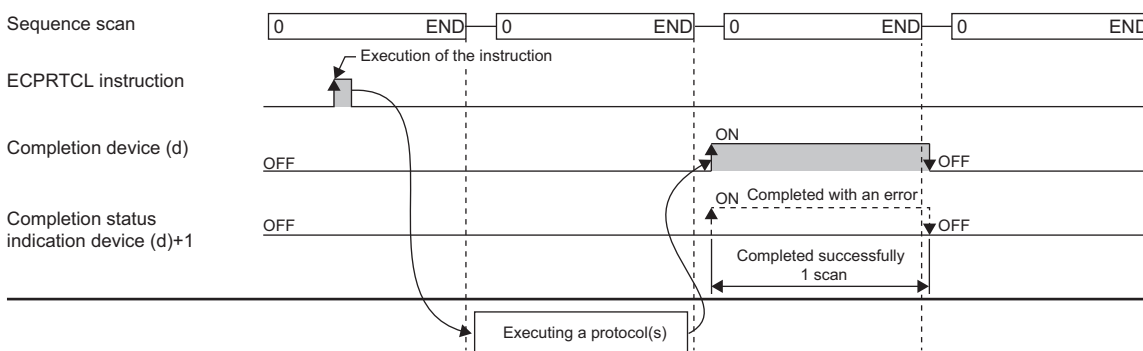 Sequence scan
0 END 0 END 0 END 0 END
Execution of the instruction
ECPRTCL instruction
ON
Completion device (d)
OFF OFF
ON Completed with an error
Completion status
indication device (d)+1
OFF OFF
Completed successfully
1 scan
Executing a protocol(s)